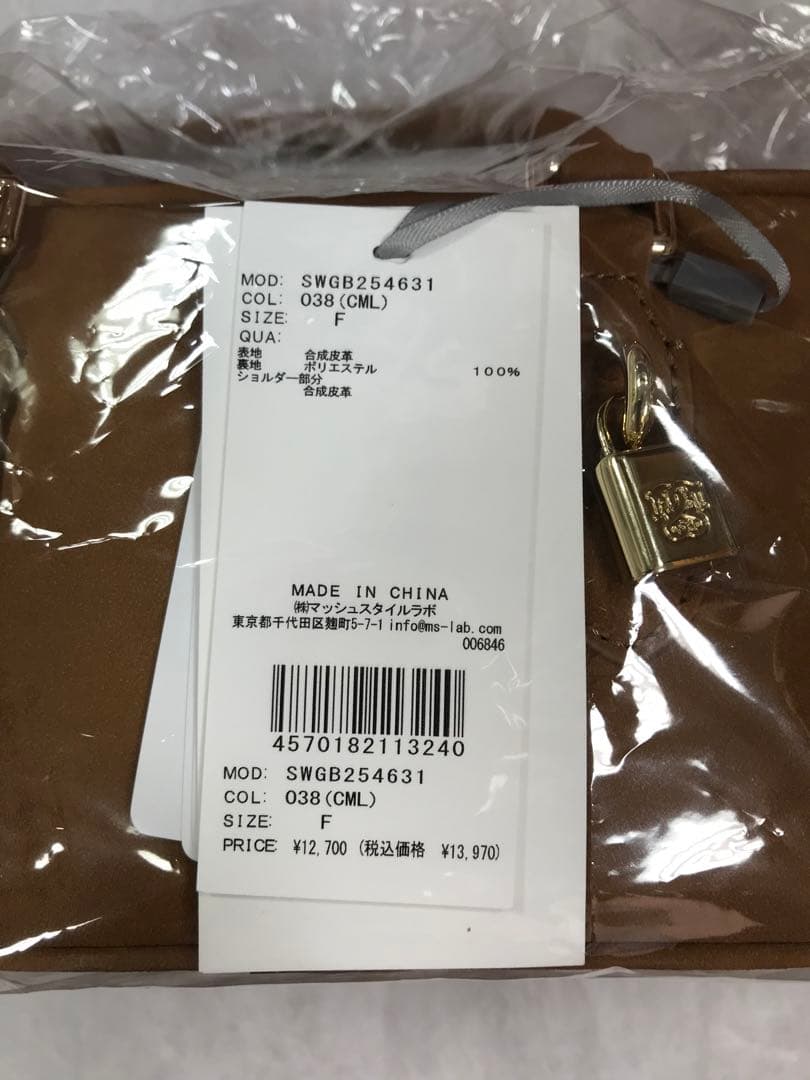 MOD: SWGB254631
COL: 038(CML)
SIZE: F
QUA:
表地 合成皮革
裏地 ポリエステル 100%
ショルダー部分
合成皮革
MADE IN CHINA
㈱マッシュスタイルラボ
東京都千代田区麹町5-7-1 info@ms-lab.com
006846
4570182113240
MOD: SWGB254631
COL: 038(CML)
SIZE: F
PRICE: ¥12,700 (税込価格 ¥13,970)